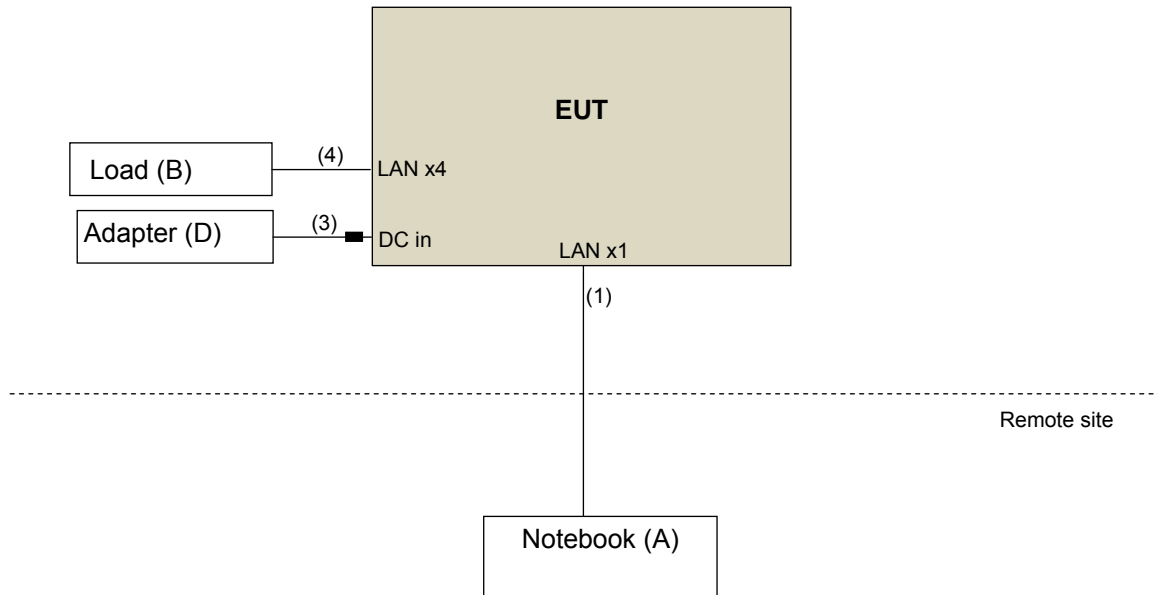 EUT
(4)
Load (B)
LAN x4
(3)
Adapter (D)
DC in
LAN x1
(1)
Remote site
Notebook (A)